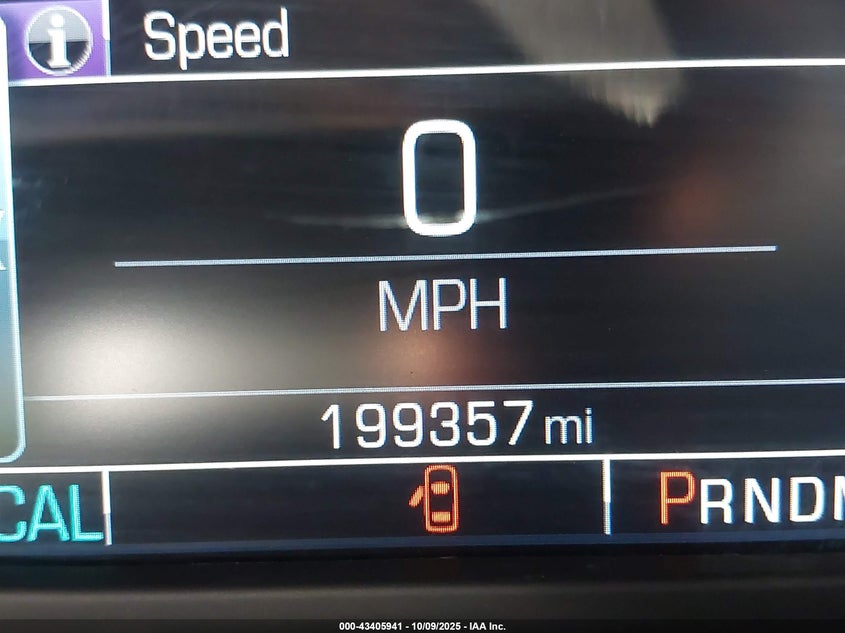 i Speed
0
MPH
199357 mi
CAL PRNDM
000-43405941 - 10/09/2025 - IAA Inc.